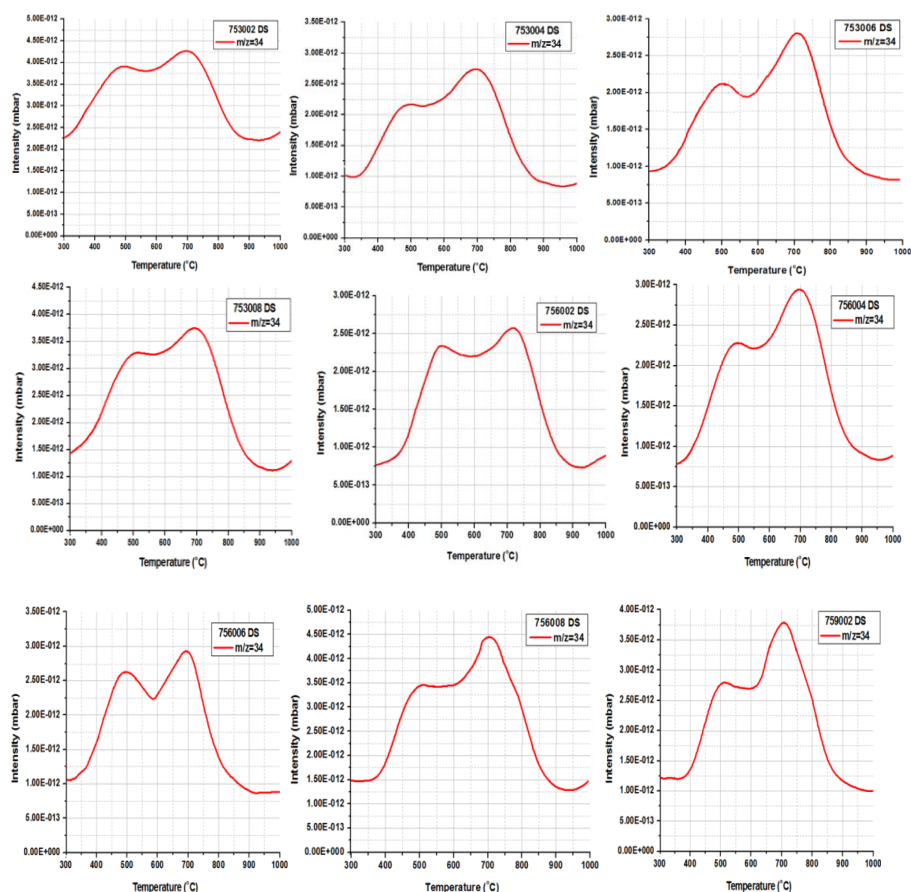 5.00E-012
4.50E-012
4.00E-012
3.50E-012
3.00E-012
2.50E-012
2.00E-012
1.50E-012
1.00E-012
5.00E-013
0.00E+000
Intensity (mbar)
753002 DS
m/z=34
300 400 500 600 700 800 900 1000
Temperature (°C)
3.50E-012
3.00E-012
2.50E-012
2.00E-012
1.50E-012
1.00E-012
5.00E-013
0.00E+000
Intensity (mbar)
753004 DS
m/z=34
300 400 500 600 700 800 900 1000
Temperature (°C)
3.00E-012
2.50E-012
2.00E-012
1.50E-012
1.00E-012
5.00E-013
0.00E+000
Intensity (mbar)
753006 DS
m/z=34
300 400 500 600 700 800 900 1000
Temperature (°C)
4.50E-012
4.00E-012
3.50E-012
3.00E-012
2.50E-012
2.00E-012
1.50E-012
1.00E-012
5.00E-013
0.00E+000
Intensity (mbar)
753008 DS
m/z=34
300 400 500 600 700 800 900 1000
Temperature (°C)
3.00E-012
2.50E-012
2.00E-012
1.50E-012
1.00E-012
5.00E-013
0.00E+000
Intensity (mbar)
756002 DS
m/z=34
300 400 500 600 700 800 900 1000
Temperature (°C)
3.00E-012
2.50E-012
2.00E-012
1.50E-012
1.00E-012
5.00E-013
0.00E+000
Intensity (mbar)
756004 DS
m/z=34
300 400 500 600 700 800 900 1000
Temperature (°C)
3.50E-012
3.00E-012
2.50E-012
2.00E-012
1.50E-012
1.00E-012
5.00E-013
0.00E+000
Intensity (mbar)
756006 DS
m/z=34
300 400 500 600 700 800 900 1000
Temperature (°C)
5.00E-012
4.50E-012
4.00E-012
3.50E-012
3.00E-012
2.50E-012
2.00E-012
1.50E-012
1.00E-012
5.00E-013
0.00E+000
Intensity (mbar)
756008 DS
m/z=34
300 400 500 600 700 800 900 1000
Temperature (°C)
4.00E-012
3.50E-012
3.00E-012
2.50E-012
2.00E-012
1.50E-012
1.00E-012
5.00E-013
0.00E+000
Intensity (mbar)
759002 DS
m/z=34
300 400 500 600 700 800 900 1000
Temperature (°C)